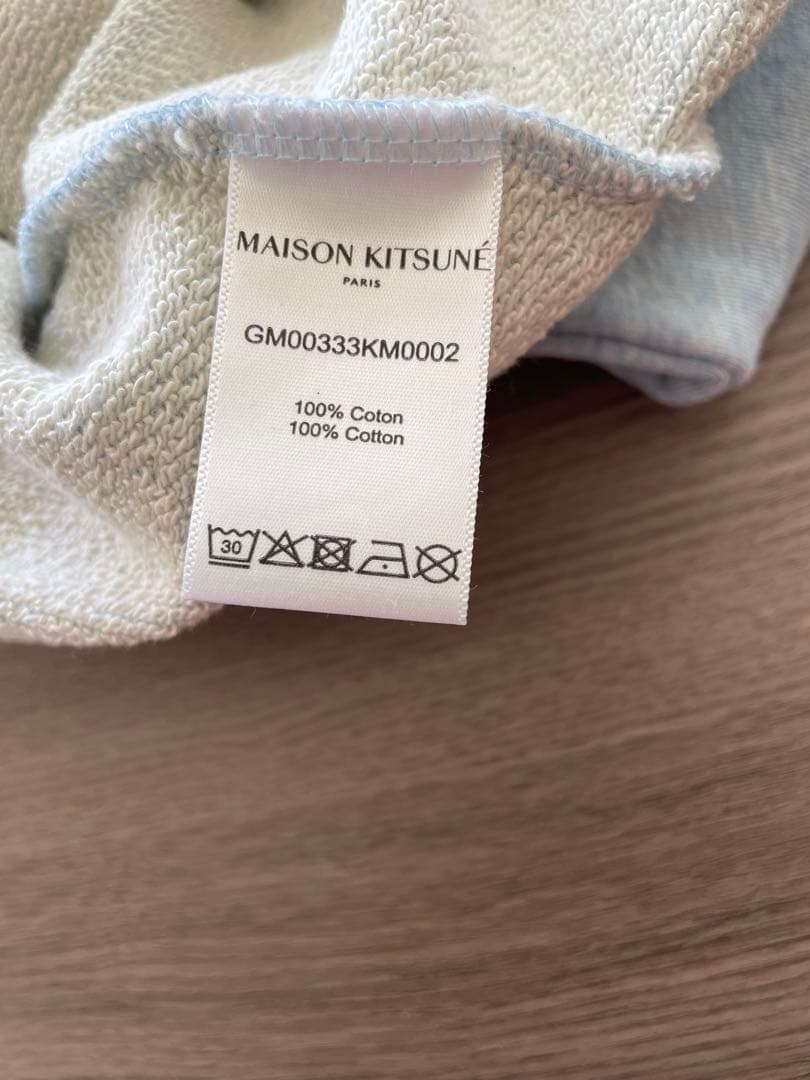 MAISON KITSUNÉ
PARIS
GM00333KM0002
100% Coton
100% Cotton
30